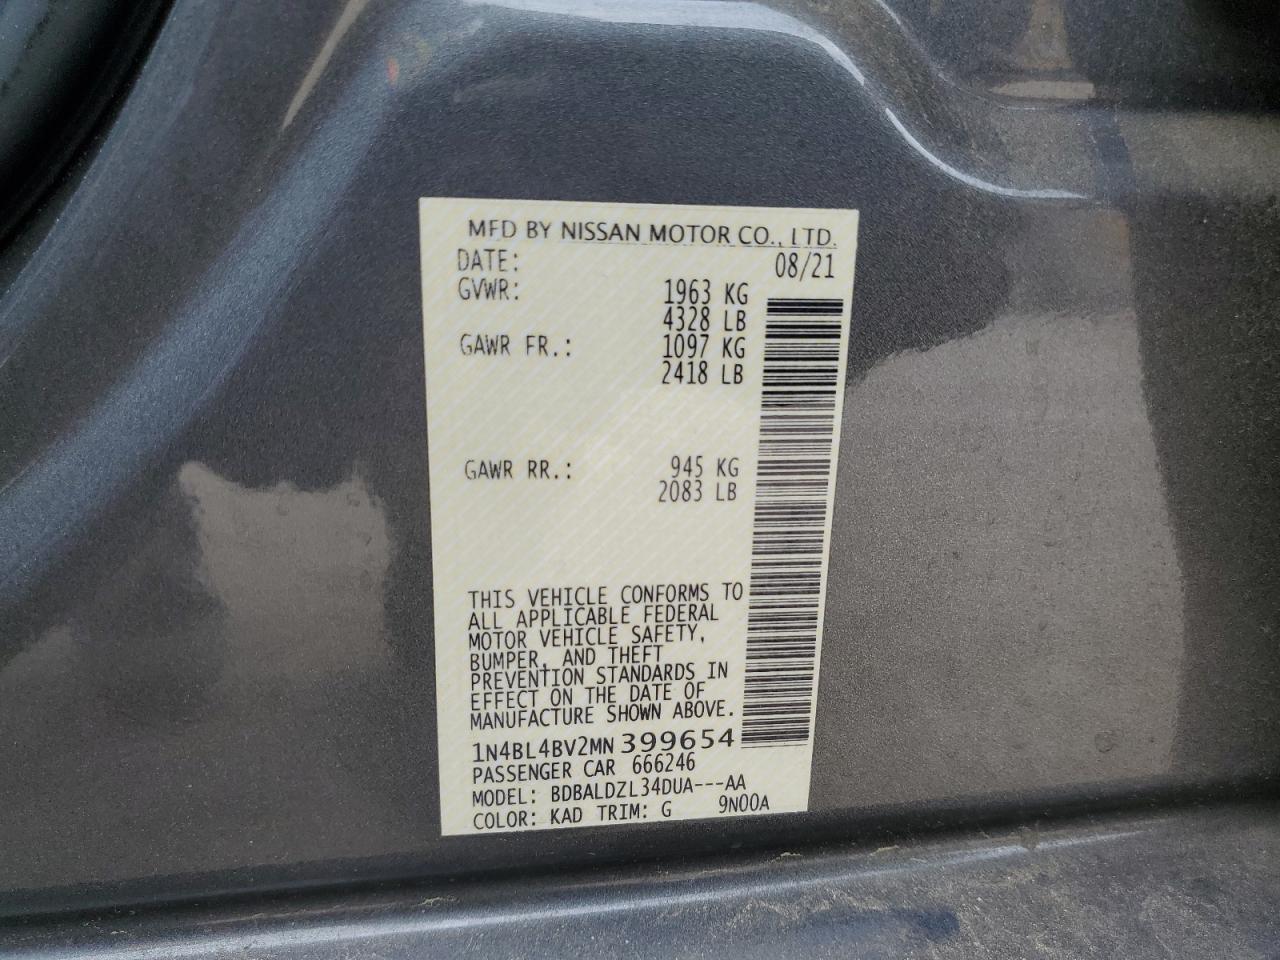 MFD BY NISSAN MOTOR CO., LTD.
DATE: 08/21
GVWR: 1963 KG
4328 LB
GAWR FR.: 1097 KG
2418 LB
GAWR RR.: 945 KG
2083 LB
THIS VEHICLE CONFORMS TO
ALL APPLICABLE FEDERAL
MOTOR VEHICLE SAFETY,
BUMPER, AND THEFT
PREVENTION STANDARDS IN
EFFECT ON THE DATE OF
MANUFACTURE SHOWN ABOVE.
1N4BL4BV2MN399654
PASSENGER CAR 666246
MODEL: BDBALDZL34DUA---AA
COLOR: KAD TRIM: G 9N00A